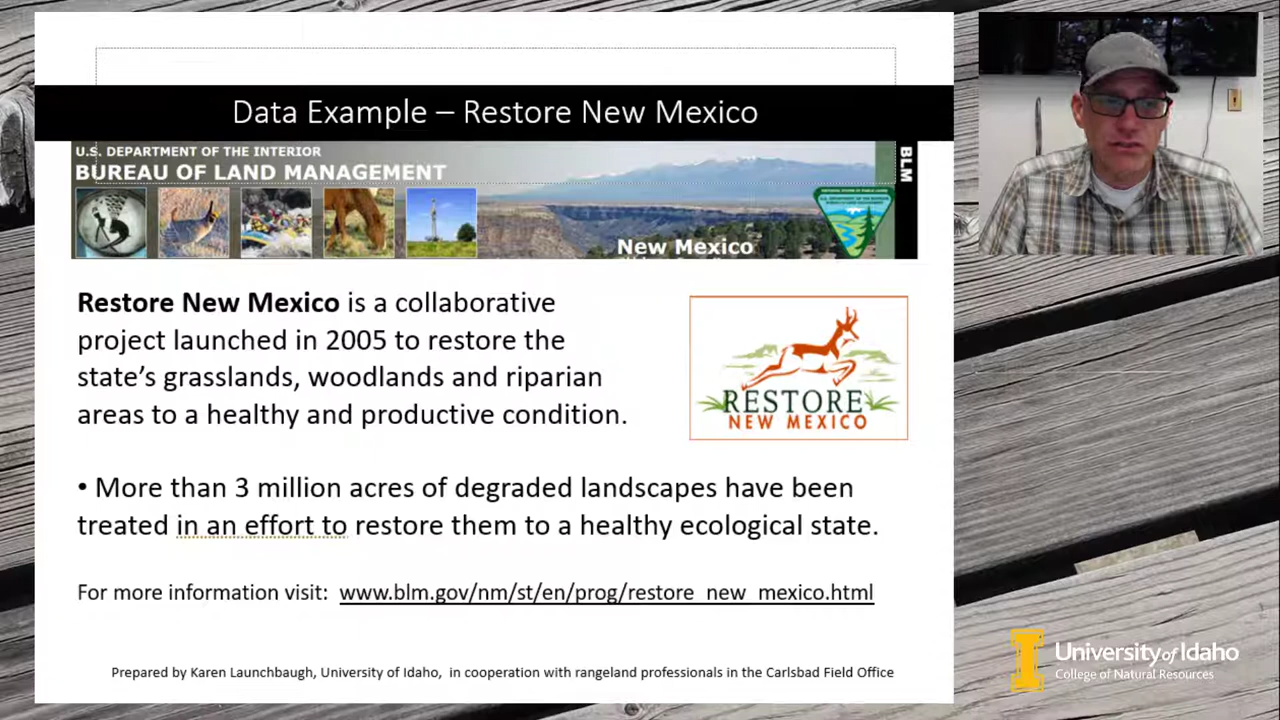 Data Example – Restore New Mexico
U.S. DEPARTMENT OF THE INTERIOR
BUREAU OF LAND MANAGEMENT
BLM
New Mexico
Restore New Mexico is a collaborative
project launched in 2005 to restore the
state's grasslands, woodlands and riparian
areas to a healthy and productive condition.
RESTORE
NEW MEXICO
• More than 3 million acres of degraded landscapes have been
treated in an effort to restore them to a healthy ecological state.
For more information visit: www.blm.gov/nm/st/en/prog/restore_new_mexico.html
Prepared by Karen Launchbaugh, University of Idaho, in cooperation with rangeland professionals in the Carlsbad Field Office
University of Idaho
College of Natural Resources